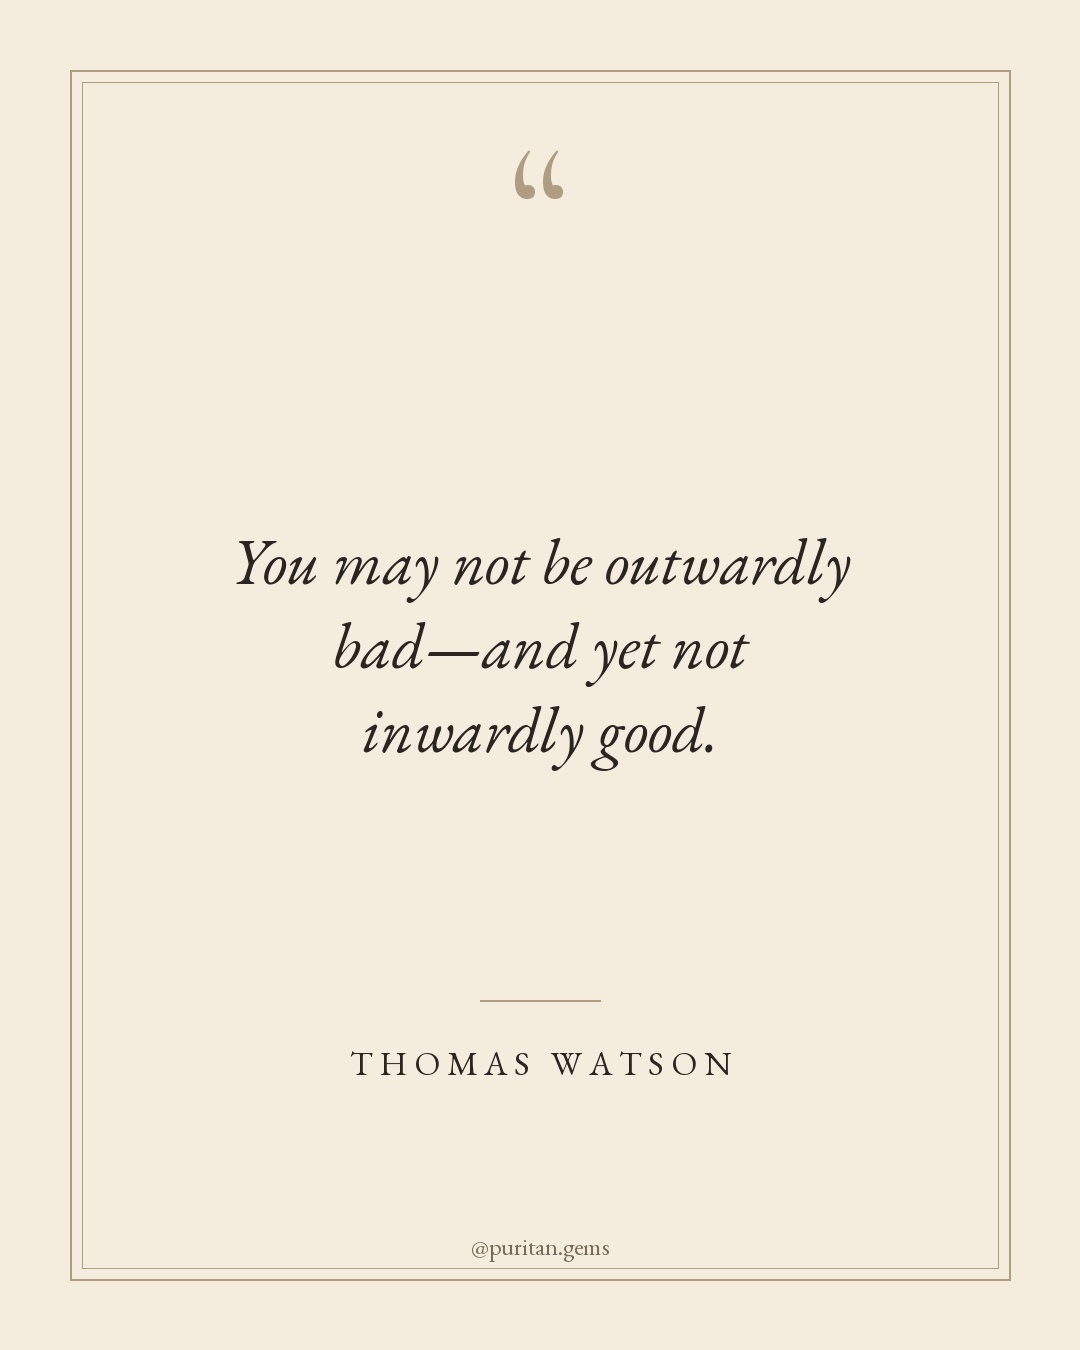 “
You may not be outwardly
bad—and yet not
inwardly good.
THOMAS WATSON
@puritan.gems